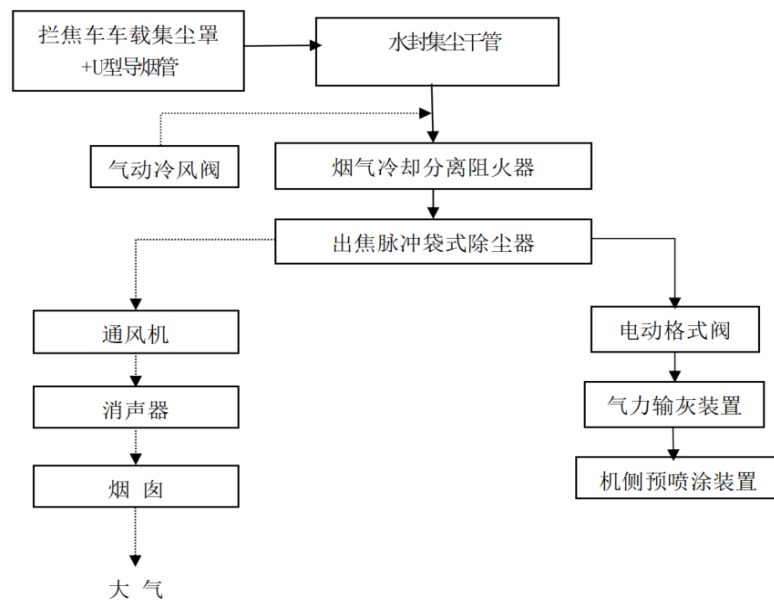 拦焦车车载集尘罩
+U型导烟管
水封集尘干管
气动冷风阀
烟气冷却分离阻火器
出焦脉冲袋式除尘器
通风机
电动格式阀
消声器
气力输灰装置
烟 囱
机侧预喷涂装置
大 气